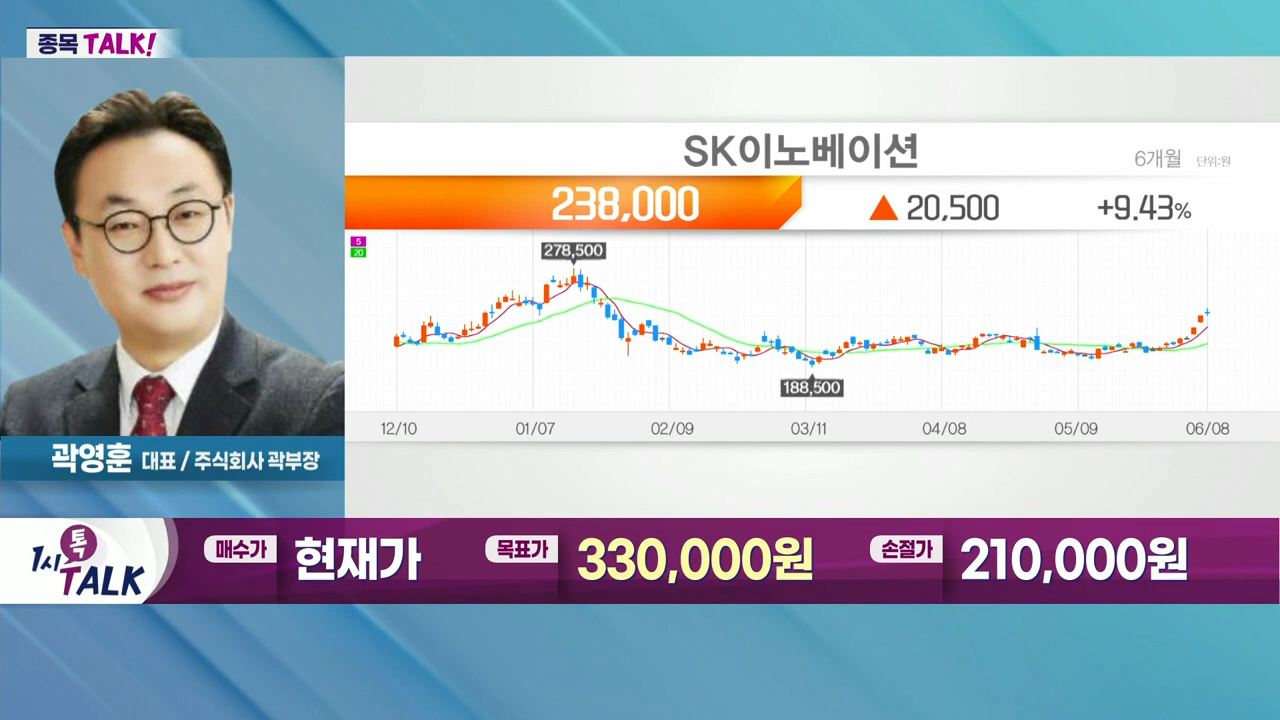 종목 TALK!
SK이노베이션
6개월 단위:원
238,000 ▲ 20,500 +9.43%
5
20
278,500
188,500
12/10 01/07 02/09 03/11 04/08 05/09 06/08
곽영훈 대표 / 주식회사 곽부장
1시 톡 TALK
매수가 현재가 목표가 330,000원 손절가 210,000원